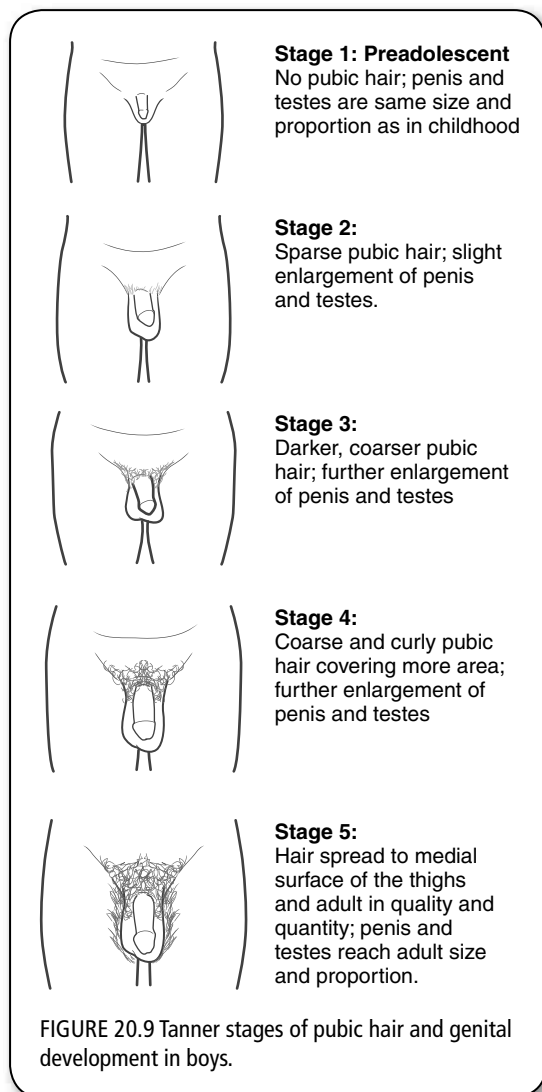 Stage 1: Preadolescent
No pubic hair; penis and
testes are same size and
proportion as in childhood
Stage 2:
Sparse pubic hair; slight
enlargement of penis
and testes.
Stage 3:
Darker, coarser pubic
hair; further enlargement
of penis and testes
Stage 4:
Coarse and curly pubic
hair covering more area;
further enlargement of
penis and testes
Stage 5:
Hair spread to medial
surface of the thighs
and adult in quality and
quantity; penis and
testes reach adult size
and proportion.
FIGURE 20.9 Tanner stages of pubic hair and genital
development in boys.